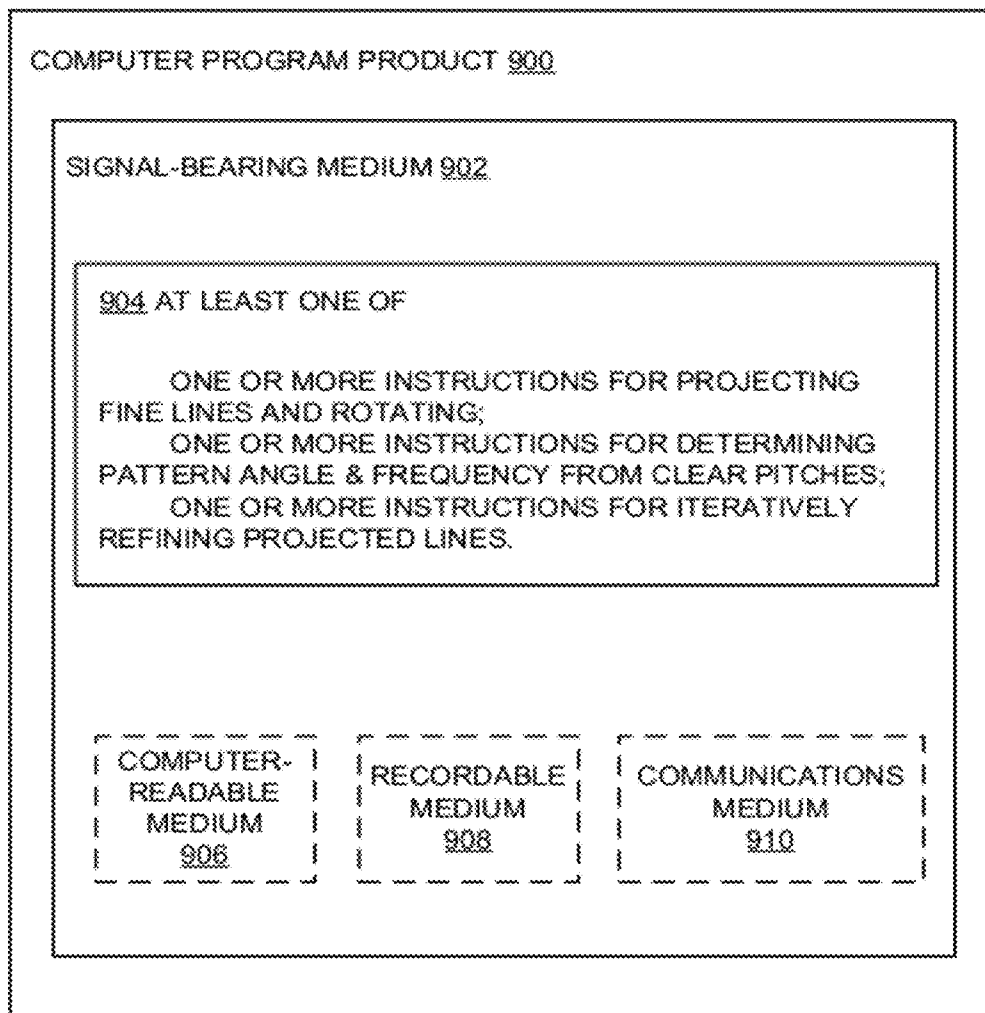 COMPUTER PROGRAM PRODUCT 900
SIGNAL-BEARING MEDIUM 902
904 AT LEAST ONE OF
ONE OR MORE INSTRUCTIONS FOR PROJECTING
FINE LINES AND ROTATING;
ONE OR MORE INSTRUCTIONS FOR DETERMINING
PATTERN ANGLE & FREQUENCY FROM CLEAR PITCHES;
ONE OR MORE INSTRUCTIONS FOR ITERATIVELY
REFINING PROJECTED LINES.
COMPUTER-
READABLE
MEDIUM
906
RECORDABLE
MEDIUM
908
COMMUNICATIONS
MEDIUM
910